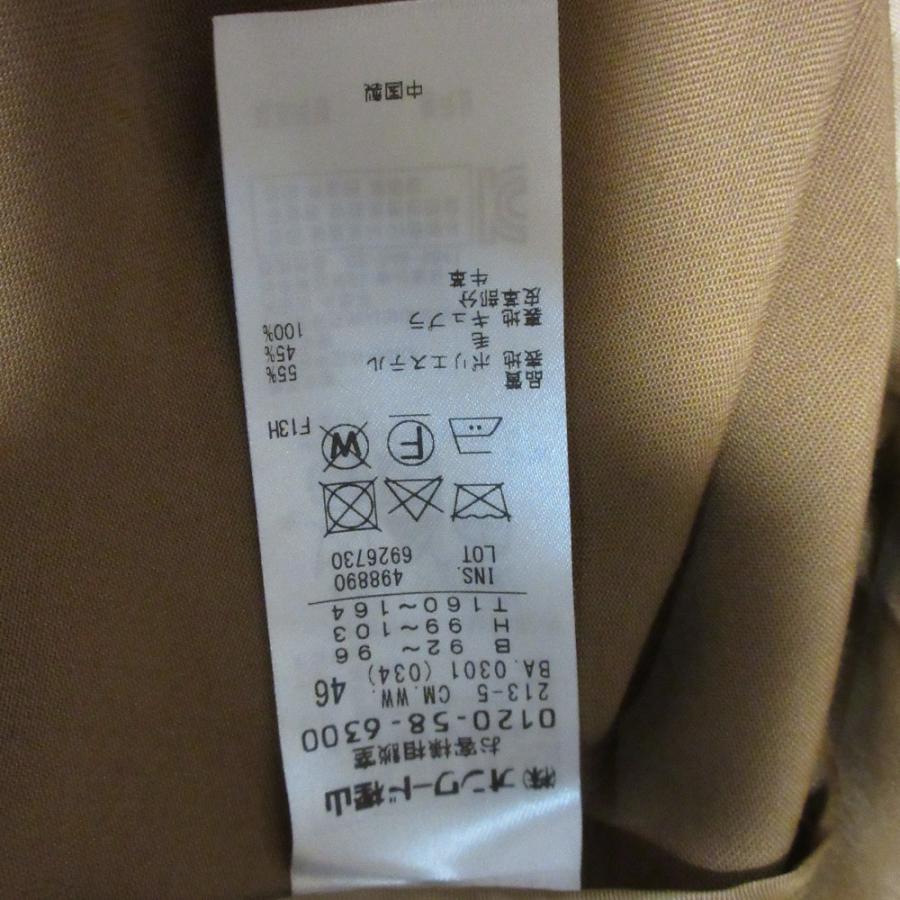 ㈱オンワード樫山
お客様相談室
0120-58-6300
213-5 CM.WW. 46
BA.0301 (034)
B 92〜 96
H 99〜103
T160〜164
INS. 498890
LOT 6926730
W F F13H
品質
表地 ポリエステル 55%
毛 45%
裏地 キュプラ 100%
皮革部分
牛革
中国製